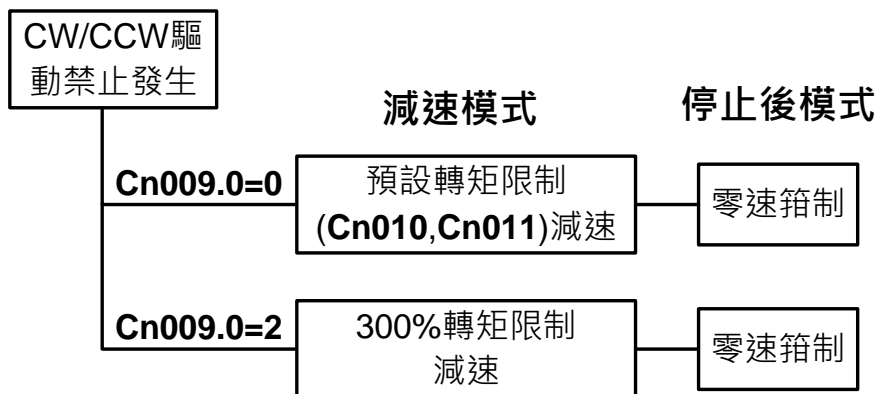 CW/CCW驅
動禁止發生
減速模式
停止後模式
Cn009.0=0
預設轉矩限制
(Cn010,Cn011)減速
零速箝制
Cn009.0=2
300%轉矩限制
減速
零速箝制